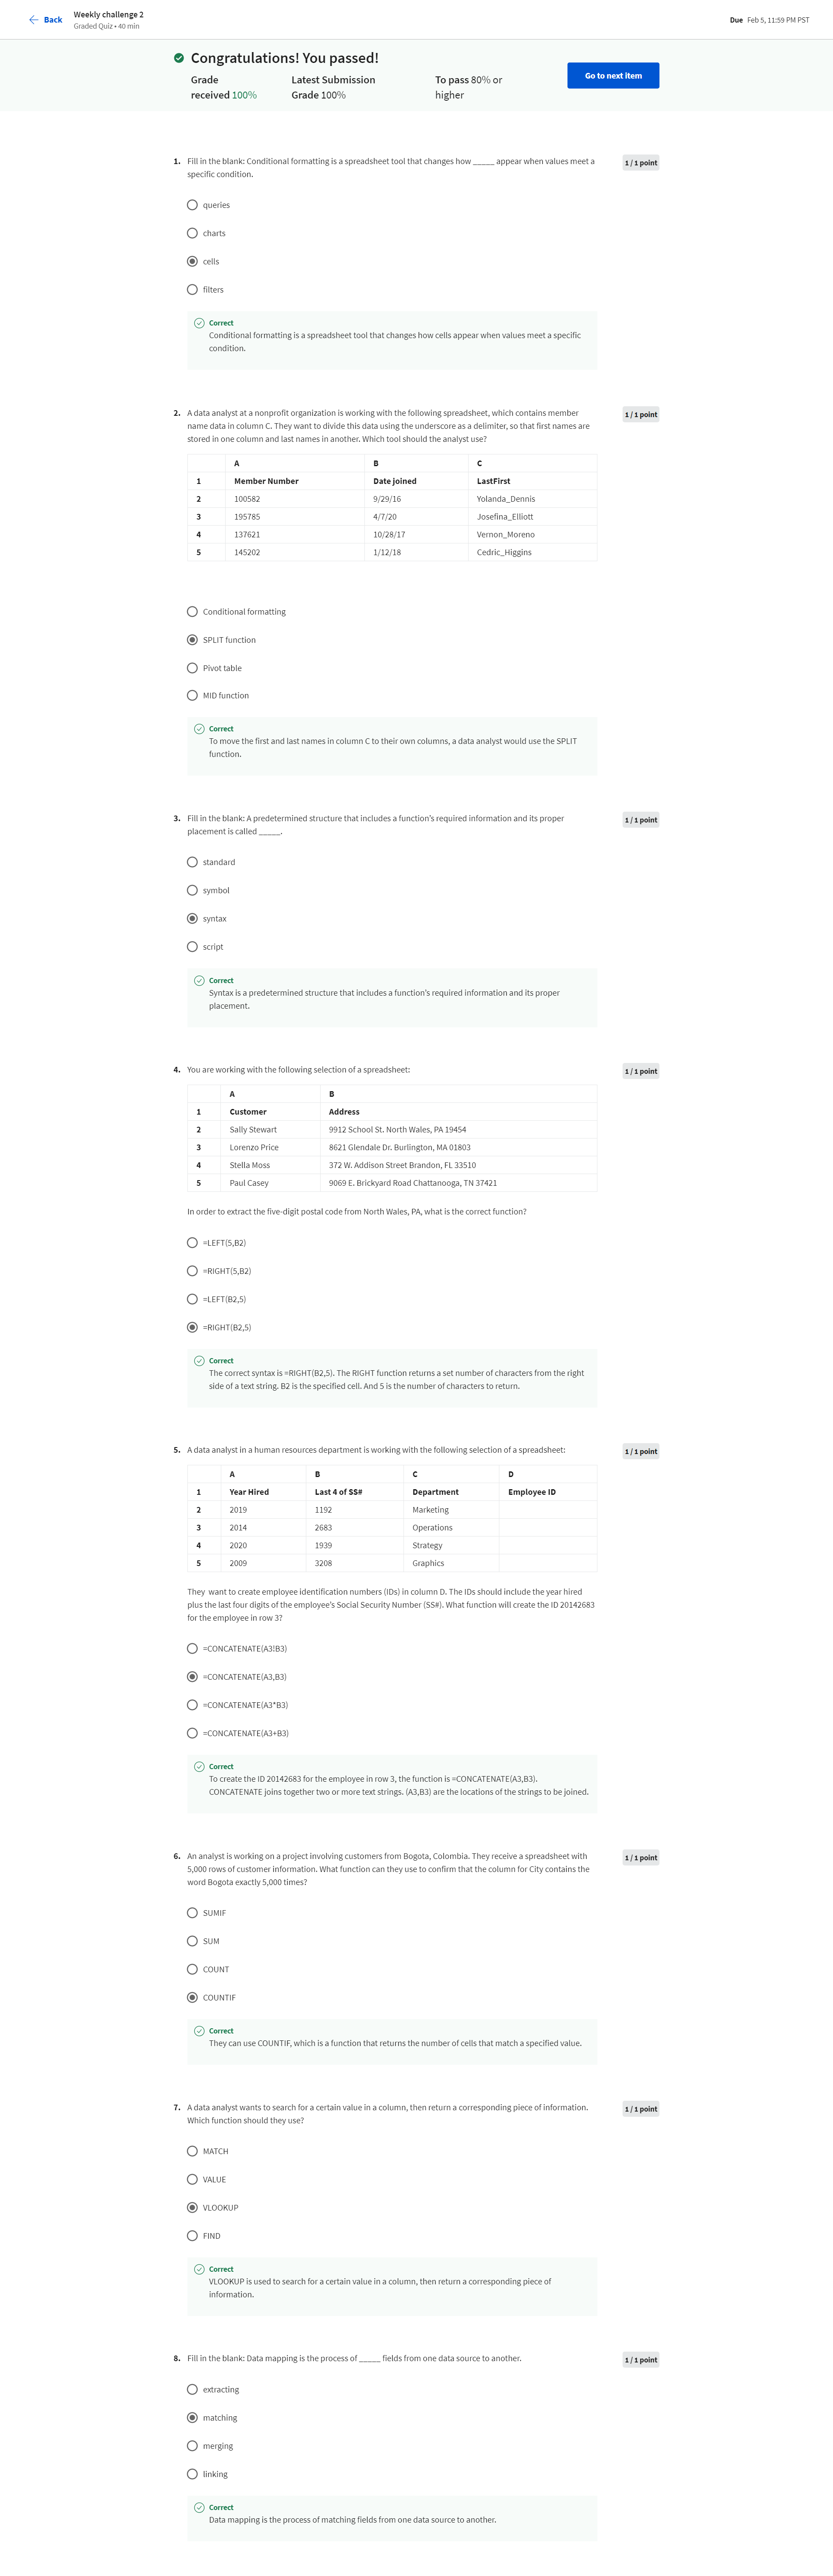 Back
Weekly challenge 2
Graded Quiz • 40 min
Due Feb 5, 11:59 PM PST
Congratulations! You passed!
Grade
received 100%
Latest Submission
Grade 100%
To pass 80% or
higher
Go to next item
1. Fill in the blank: Conditional formatting is a spreadsheet tool that changes how _____ appear when values meet a
specific condition.
1 / 1 point
queries
charts
cells
filters
Correct
Conditional formatting is a spreadsheet tool that changes how cells appear when values meet a specific
condition.
2. A data analyst at a nonprofit organization is working with the following spreadsheet, which contains member
name data in column C. They want to divide this data using the underscore as a delimiter, so that first names are
stored in one column and last names in another. Which tool should the analyst use?
1 / 1 point
A B C
1 Member Number Date joined LastFirst
2 100582 9/29/16 Yolanda_Dennis
3 195785 4/7/20 Josefina_Elliott
4 137621 10/28/17 Vernon_Moreno
5 145202 1/12/18 Cedric_Higgins
Conditional formatting
SPLIT function
Pivot table
MID function
Correct
To move the first and last names in column C to their own columns, a data analyst would use the SPLIT
function.
3. Fill in the blank: A predetermined structure that includes a function's required information and its proper
placement is called _____.
1 / 1 point
standard
symbol
syntax
script
Correct
Syntax is a predetermined structure that includes a function's required information and its proper
placement.
4. You are working with the following selection of a spreadsheet:
1 / 1 point
A B
1 Customer Address
2 Sally Stewart 9912 School St. North Wales, PA 19454
3 Lorenzo Price 8621 Glendale Dr. Burlington, MA 01803
4 Stella Moss 372 W. Addison Street Brandon, FL 33510
5 Paul Casey 9069 E. Brickyard Road Chattanooga, TN 37421
In order to extract the five-digit postal code from North Wales, PA, what is the correct function?
=LEFT(5,B2)
=RIGHT(5,B2)
=LEFT(B2,5)
=RIGHT(B2,5)
Correct
The correct syntax is =RIGHT(B2,5). The RIGHT function returns a set number of characters from the right
side of a text string. B2 is the specified cell. And 5 is the number of characters to return.
5. A data analyst in a human resources department is working with the following selection of a spreadsheet:
1 / 1 point
A B C D
1 Year Hired Last 4 of SS# Department Employee ID
2 2019 1192 Marketing
3 2014 2683 Operations
4 2020 1939 Strategy
5 2009 3208 Graphics
They want to create employee identification numbers (IDs) in column D. The IDs should include the year hired
plus the last four digits of the employee's Social Security Number (SS#). What function will create the ID 20142683
for the employee in row 3?
=CONCATENATE(A3!B3)
=CONCATENATE(A3,B3)
=CONCATENATE(A3*B3)
=CONCATENATE(A3+B3)
Correct
To create the ID 20142683 for the employee in row 3, the function is =CONCATENATE(A3,B3).
CONCATENATE joins together two or more text strings. (A3,B3) are the locations of the strings to be joined.
6. An analyst is working on a project involving customers from Bogota, Colombia. They receive a spreadsheet with
5,000 rows of customer information. What function can they use to confirm that the column for City contains the
word Bogota exactly 5,000 times?
1 / 1 point
SUMIF
SUM
COUNT
COUNTIF
Correct
They can use COUNTIF, which is a function that returns the number of cells that match a specified value.
7. A data analyst wants to search for a certain value in a column, then return a corresponding piece of information.
Which function should they use?
1 / 1 point
MATCH
VALUE
VLOOKUP
FIND
Correct
VLOOKUP is used to search for a certain value in a column, then return a corresponding piece of
information.
8. Fill in the blank: Data mapping is the process of _____ fields from one data source to another.
1 / 1 point
extracting
matching
merging
linking
Correct
Data mapping is the process of matching fields from one data source to another.